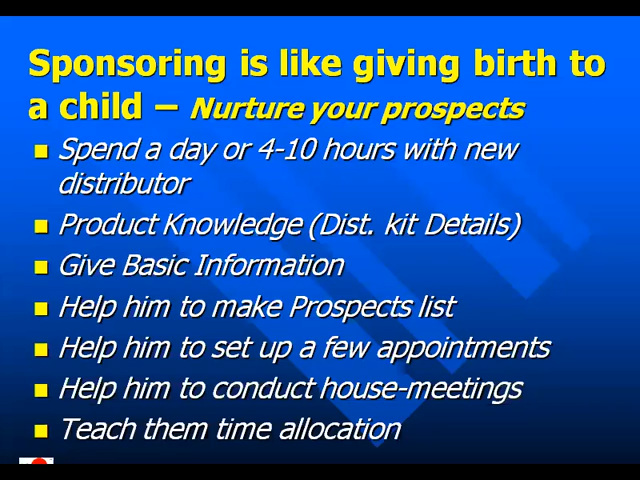 Sponsoring is like giving birth to
a child – Nurture your prospects
Spend a day or 4-10 hours with new
distributor
Product Knowledge (Dist. kit Details)
Give Basic Information
Help him to make Prospects list
Help him to set up a few appointments
Help him to conduct house-meetings
Teach them time allocation